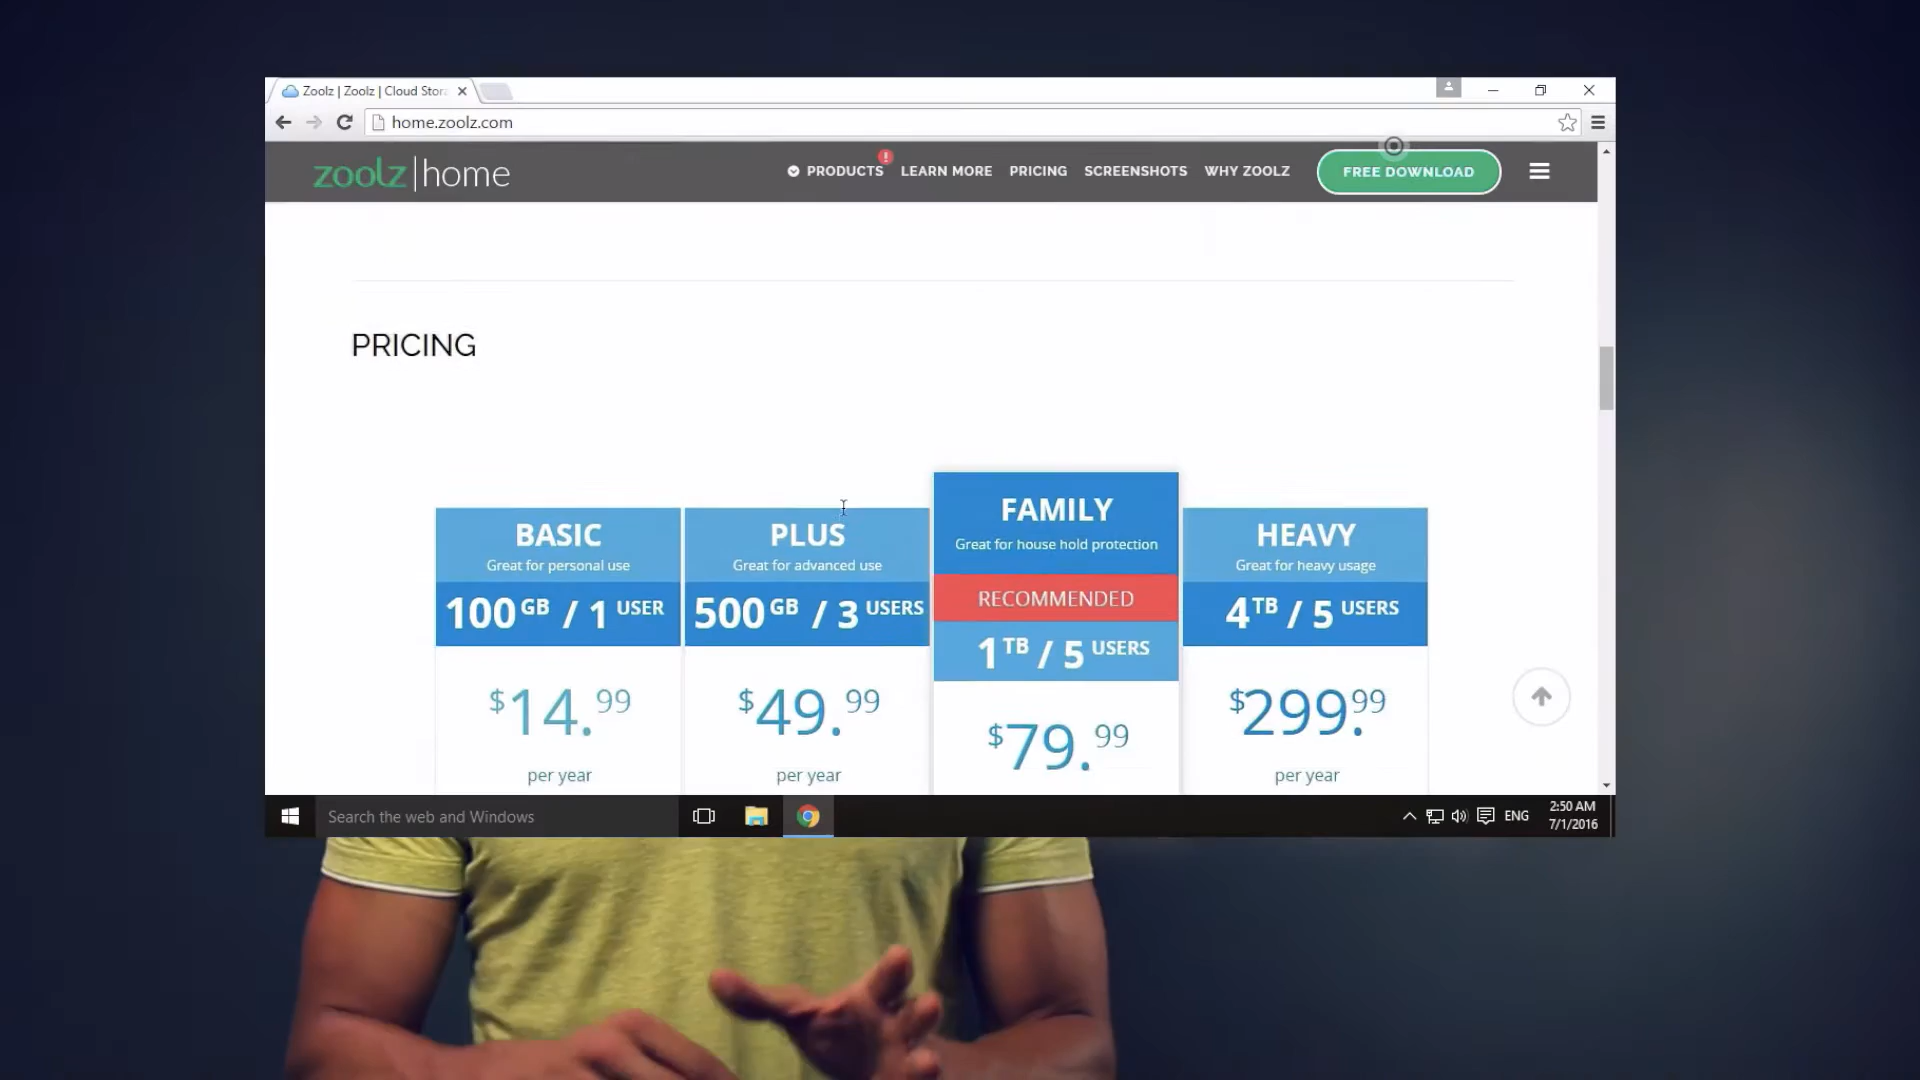 Zoolz | Zoolz | Cloud Stor
home.zoolz.com
zoolz|home
PRODUCTS
!
LEARN MORE
PRICING
SCREENSHOTS
WHY ZOOLZ
FREE DOWNLOAD
PRICING
BASIC
Great for personal use
100 GB / 1 USER
$14.99
per year
PLUS
Great for advanced use
500 GB / 3 USERS
$49.99
per year
FAMILY
Great for house hold protection
RECOMMENDED
1 TB / 5 USERS
$79.99
HEAVY
Great for heavy usage
4 TB / 5 USERS
$299.99
per year
Search the web and Windows
ENG
2:50 AM
7/1/2016